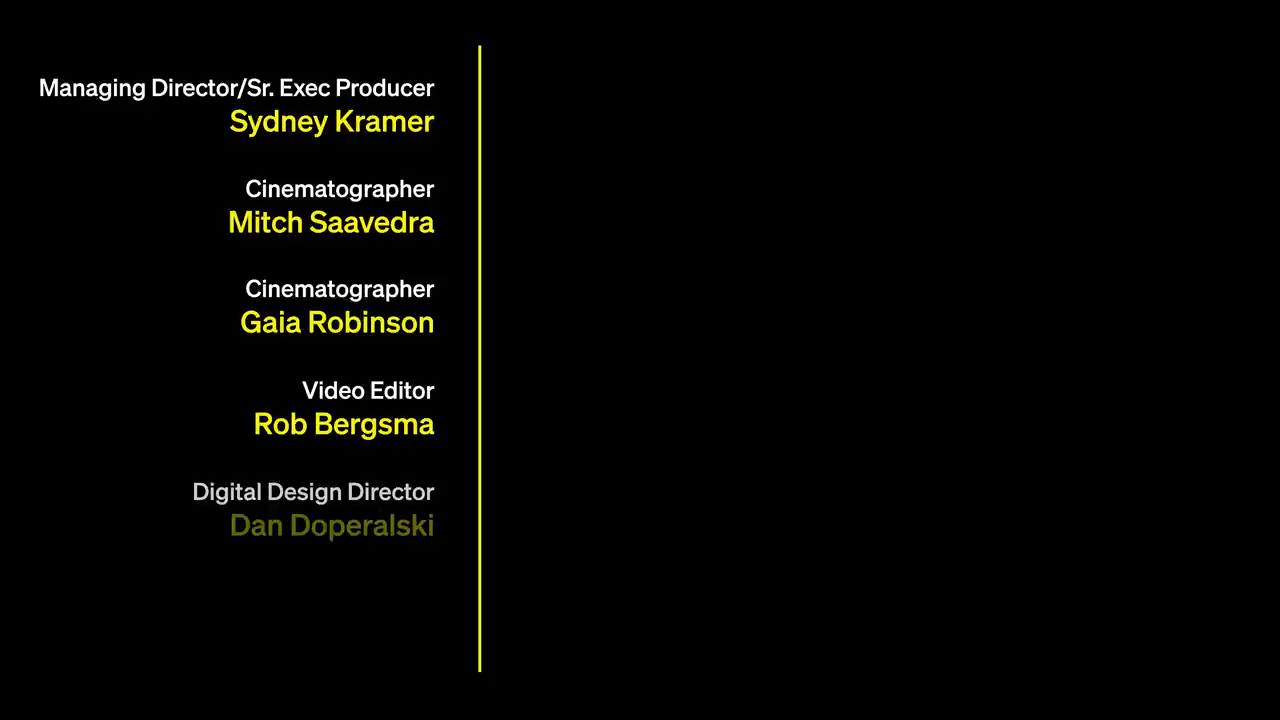 Managing Director/Sr. Exec Producer
Sydney Kramer
Cinematographer
Mitch Saavedra
Cinematographer
Gaia Robinson
Video Editor
Rob Bergsma
Digital Design Director
Dan Doperalski